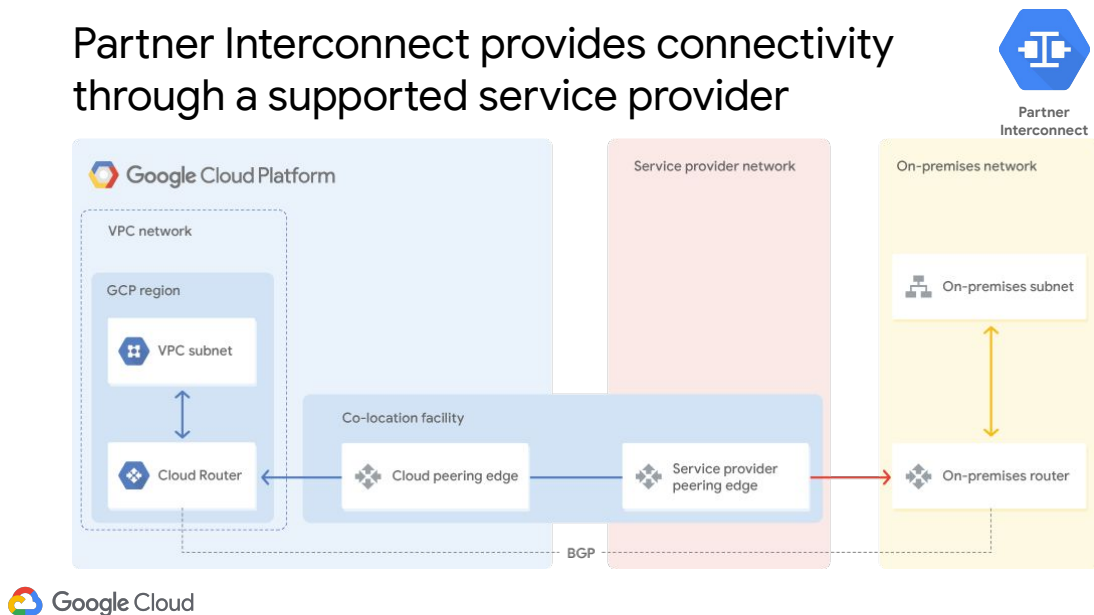 Partner Interconnect provides connectivity
through a supported service provider
Partner
Interconnect
Google Cloud Platform
Service provider network
On-premises network
VPC network
GCP region
On-premises subnet
VPC subnet
Co-location facility
Cloud Router
Cloud peering edge
Service provider
peering edge
On-premises router
BGP
Google Cloud